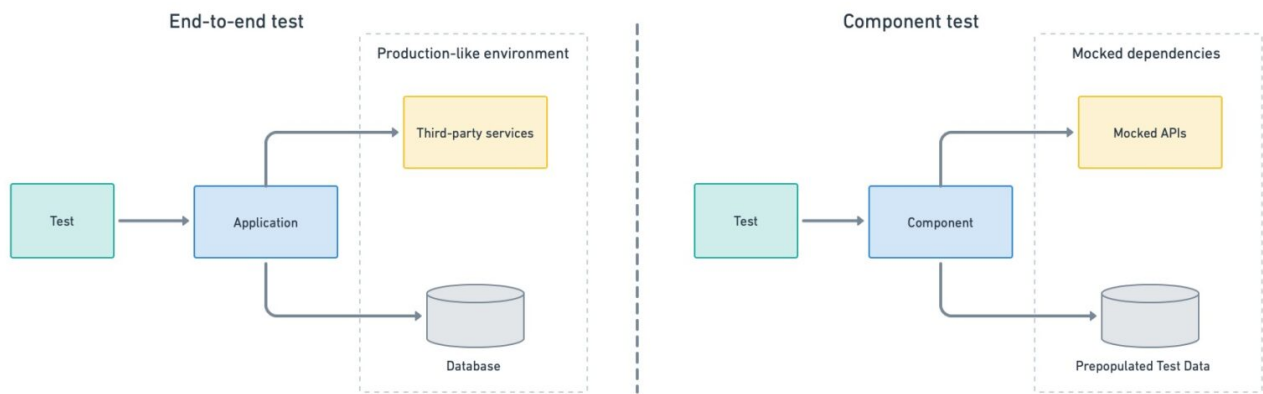 End-to-end test
Production-like environment
Third-party services
Test
Application
Database
Component test
Mocked dependencies
Mocked APIs
Test
Component
Prepopulated Test Data